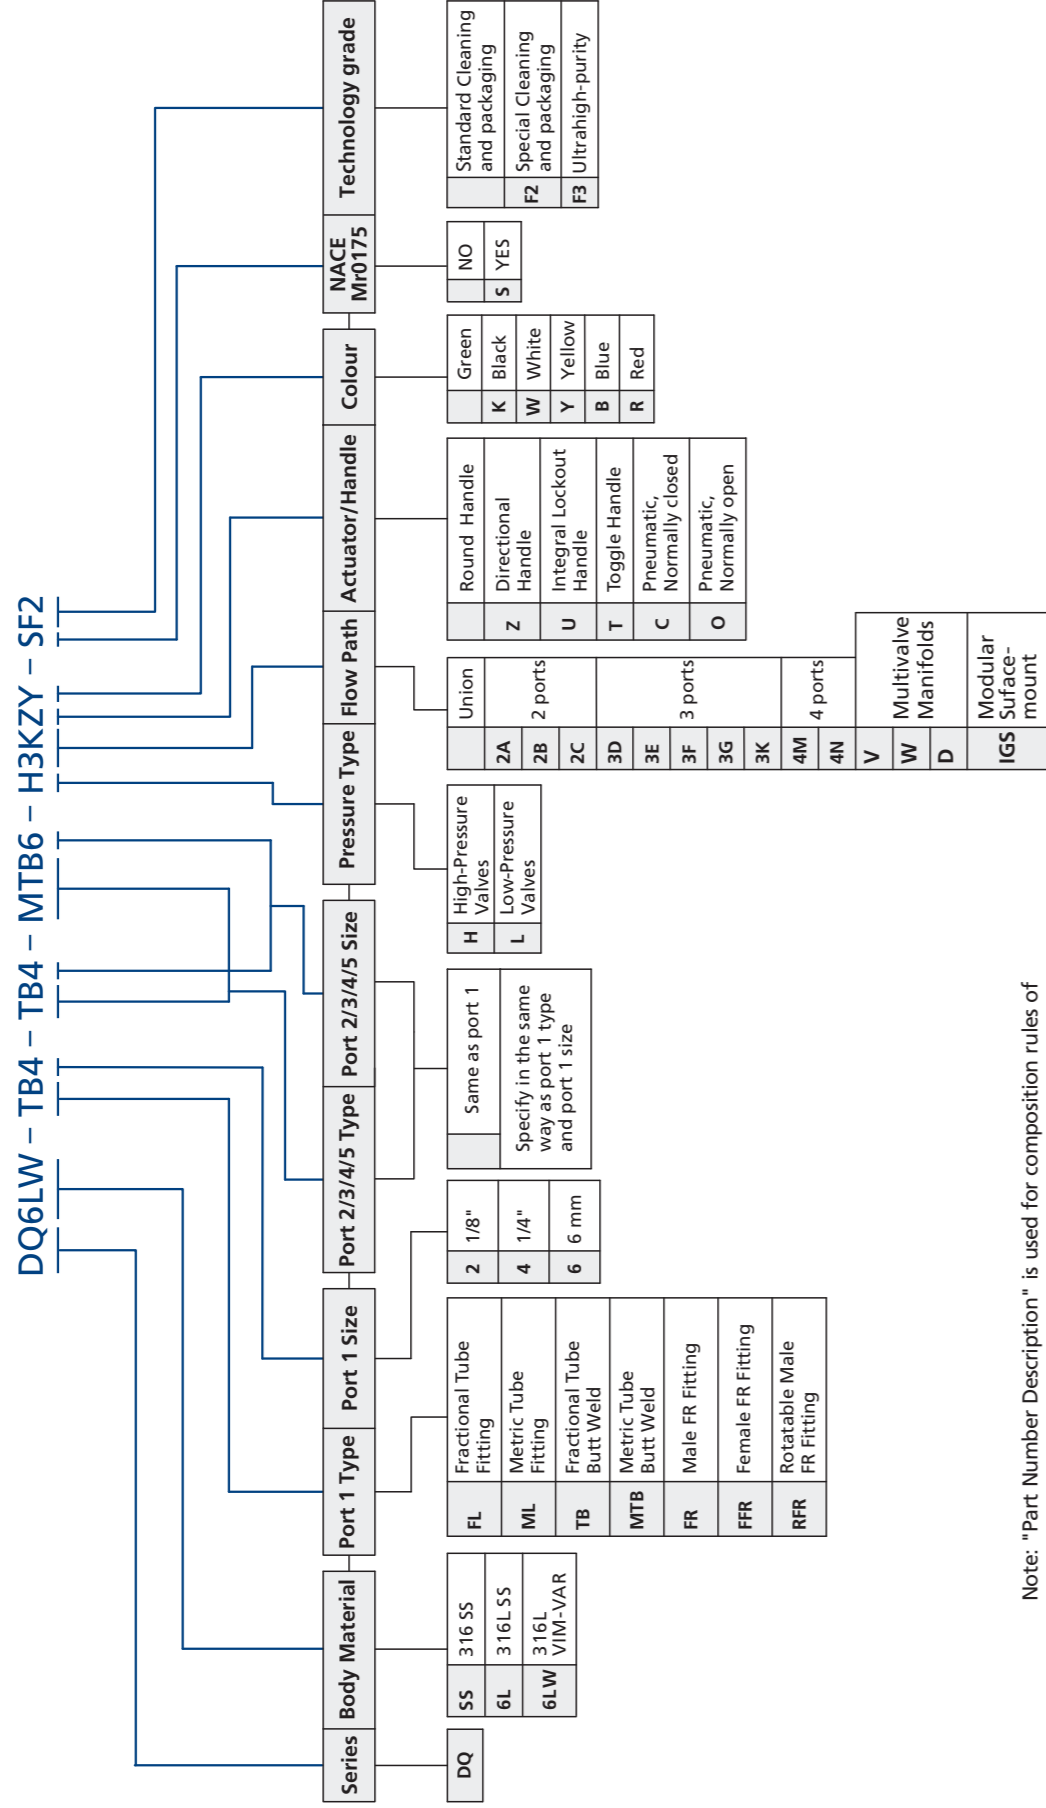 DQ6LW – TB4 – TB4 – MTB6 – H3KZY – SF2
Series
Body Material
Port 1 Type
Port 1 Size
Port 2/3/4/5 Type
Port 2/3/4/5 Size
Pressure Type
Flow Path
Actuator/Handle
Colour
NACE
Mr0175
Technology grade
DQ
SS 316 SS
6L 316L SS
6LW 316L
VIM-VAR
FL Fractional Tube
Fitting
ML Metric Tube
Fitting
TB Fractional Tube
Butt Weld
MTB Metric Tube
Butt Weld
FR Male FR Fitting
FFR Female FR Fitting
RFR Rotatable Male
FR Fitting
2 1/8"
4 1/4"
6 6 mm
Same as port 1
Specify in the same
way as port 1 type
and port 1 size
H High-Pressure
Valves
L Low-Pressure
Valves
Union
2A
2B 2 ports
2C
3D
3E
3F 3 ports
3G
3K
4M 4 ports
4N
V
W Multivalve
Manifolds
D
IGS Modular
Suface-
mount
Round Handle
Z Directional
Handle
U Integral Lockout
Handle
T Toggle Handle
C Pneumatic,
Normally closed
O Pneumatic,
Normally open
Green
K Black
W White
Y Yellow
B Blue
R Red
NO
S YES
Standard Cleaning
and packaging
F2 Special Cleaning
and packaging
F3 Ultrahigh-purity
Note: "Part Number Description" is used for composition rules of